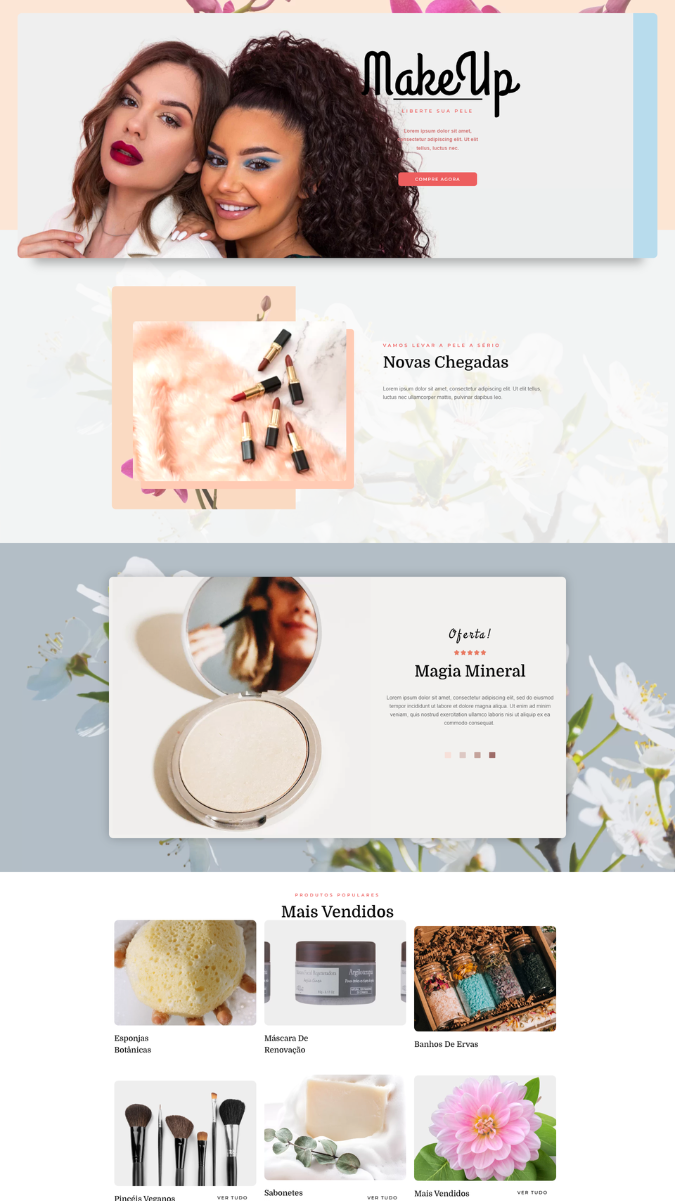 MakeUp
LIBERTE SUA PELE
Lorem ipsum dolor sit amet,
consectetur adipiscing elit. Ut elit
tellus, luctus nec
COMPRE AGORA
VAMOS LEVAR A PELE A SÉRIO
Novas Chegadas
Lorem ipsum dolor sit amet, consectetur adipiscing elit. Ut elit tellus,
luctus nec ullamcorper mattis, pulvinar dapibus leo.
Oferta!
Magia Mineral
Lorem ipsum dolor sit amet, consectetur adipiscing elit, sed do eiusmod
tempor incididunt ut labore et dolore magna aliqua. Ut enim ad minim
veniam, quis nostrud exercitation ullamco laboris nisi ut aliquip ex ea
commodo consequat.
PRODUTOS POPULARES
Mais Vendidos
Esponjas
Botânicas
Máscara De
Renovação
Banhos De Ervas
Pincéis Veganos
VER TUDO
Sabonetes
VER TUDO
Mais Vendidos
VER TUDO